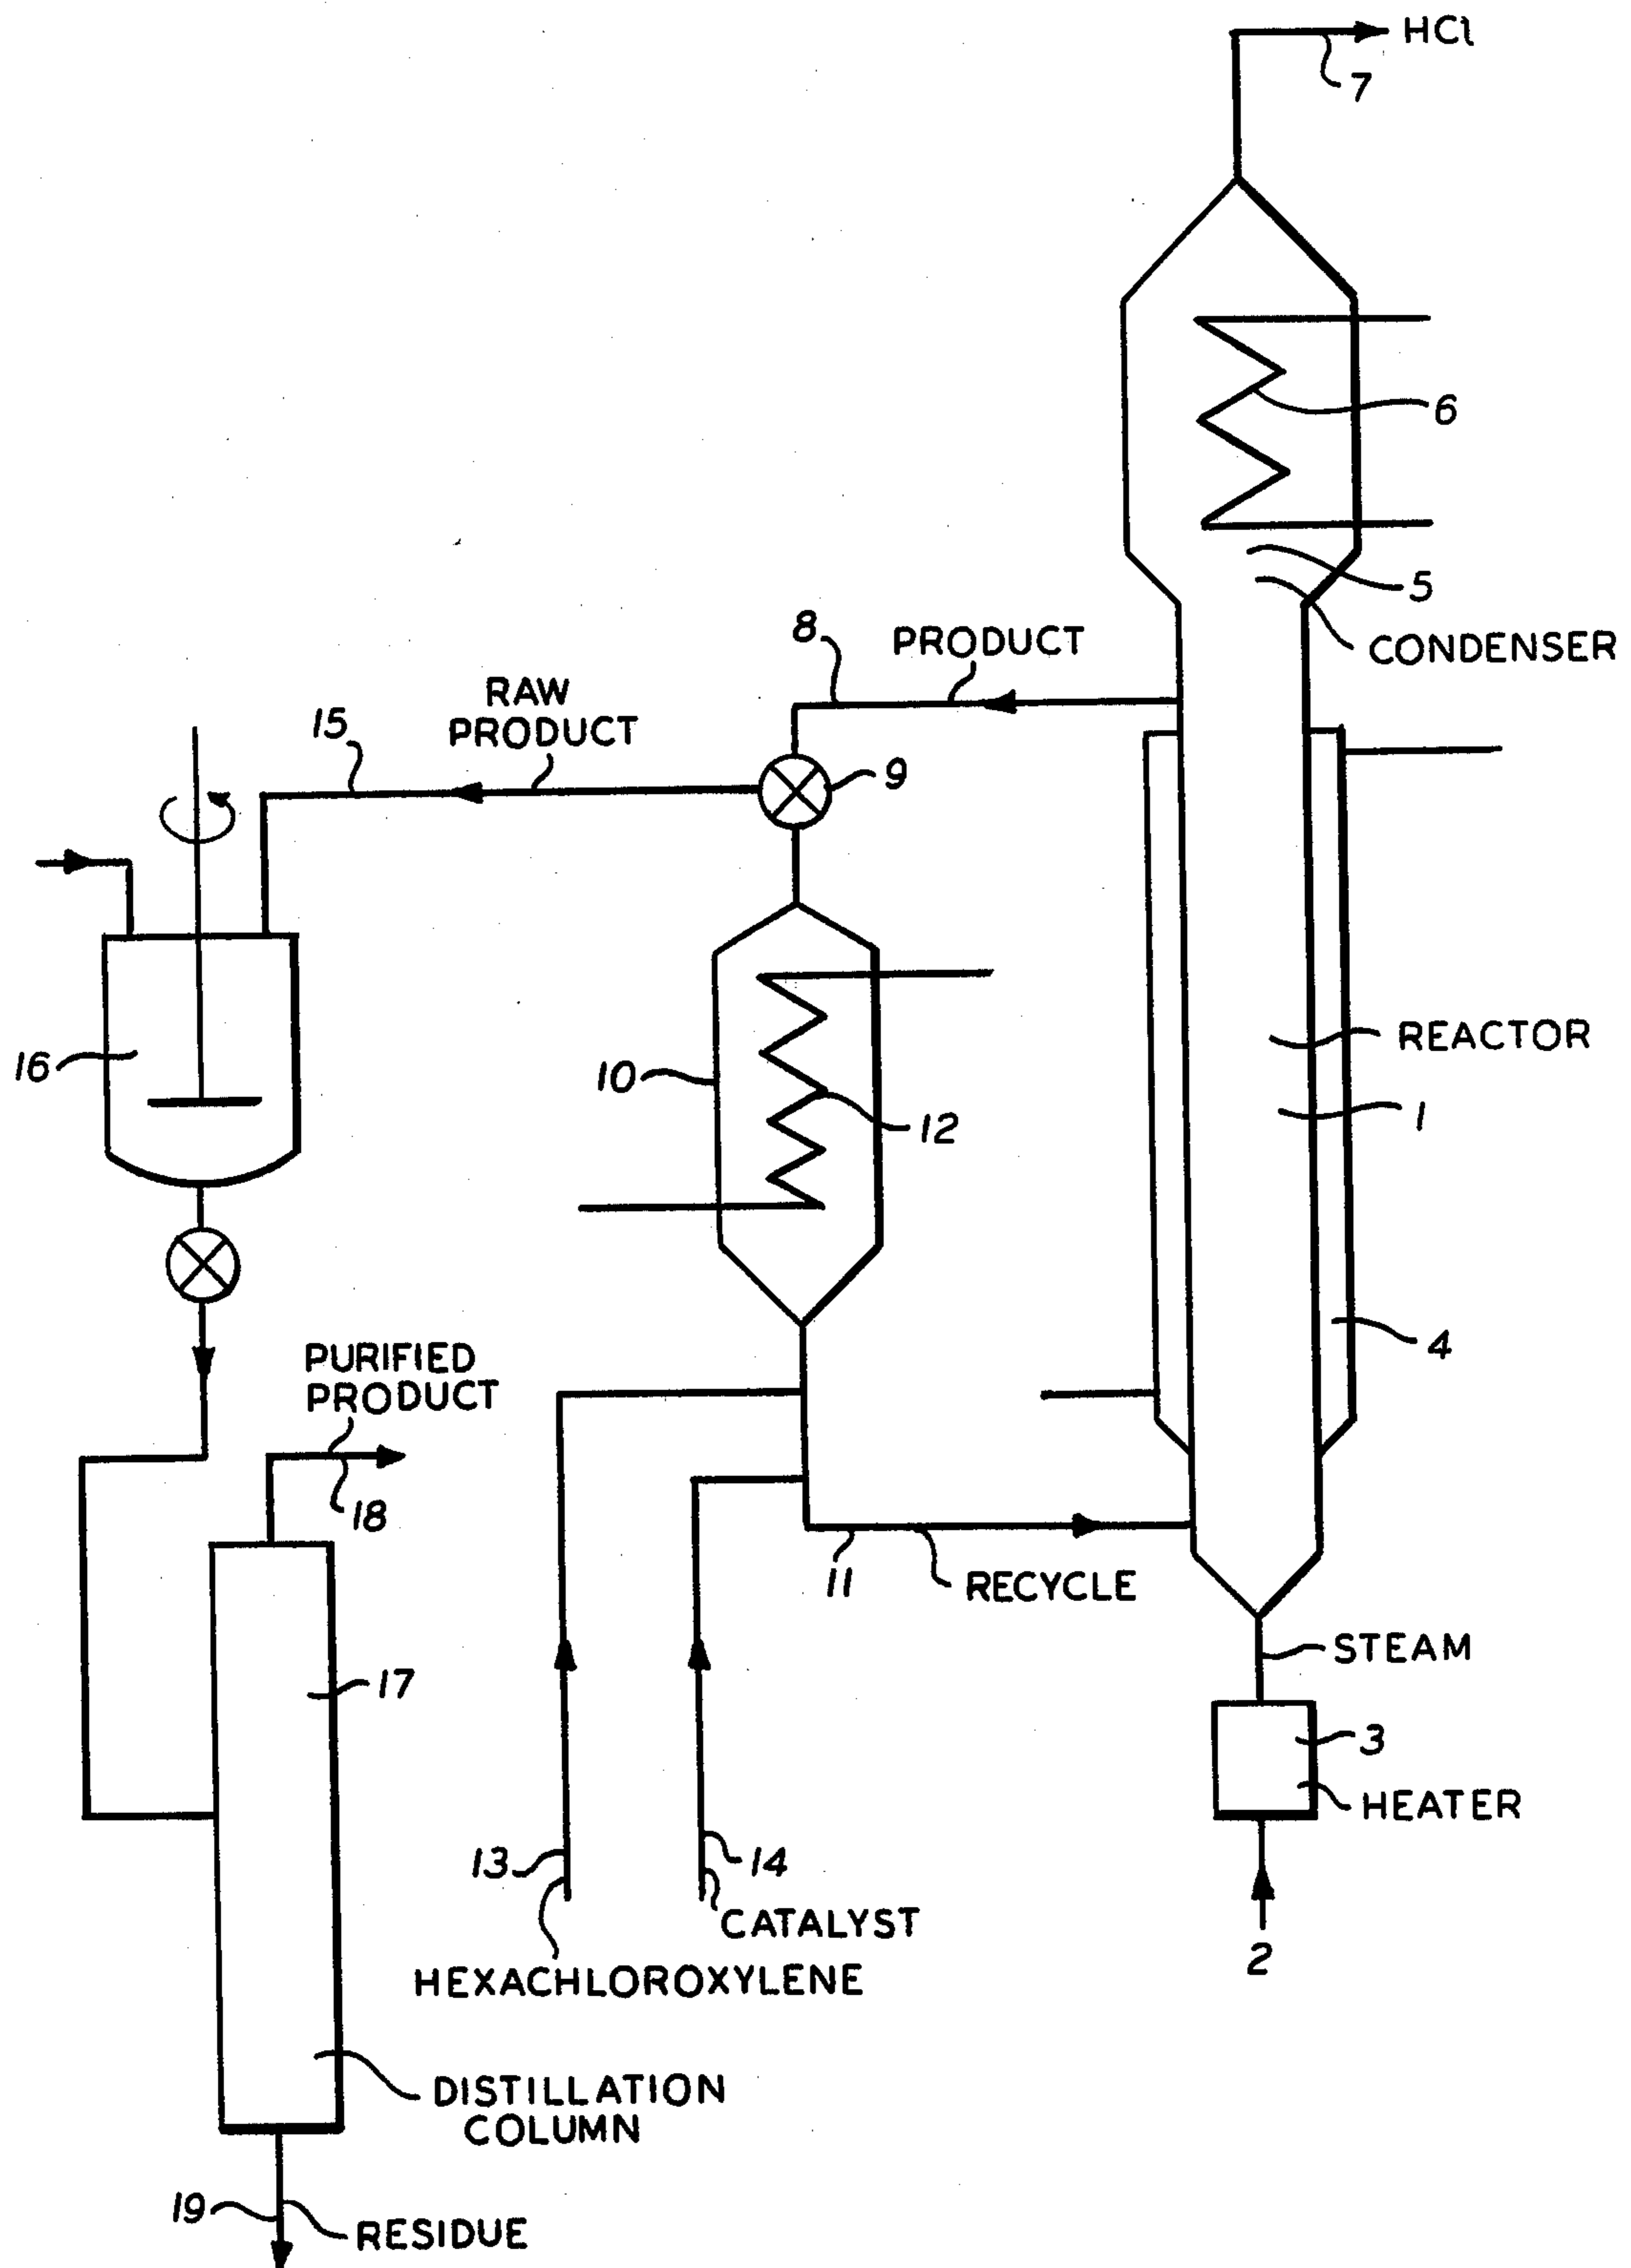 HCl
7
6
5
CONDENSER
8
PRODUCT
RAW
PRODUCT
15
9
16
10
12
REACTOR
1
4
PURIFIED
PRODUCT
18
11
RECYCLE
STEAM
17
3
HEATER
13
14
CATALYST
HEXACHLOROXYLENE
2
DISTILLATION
COLUMN
19
RESIDUE